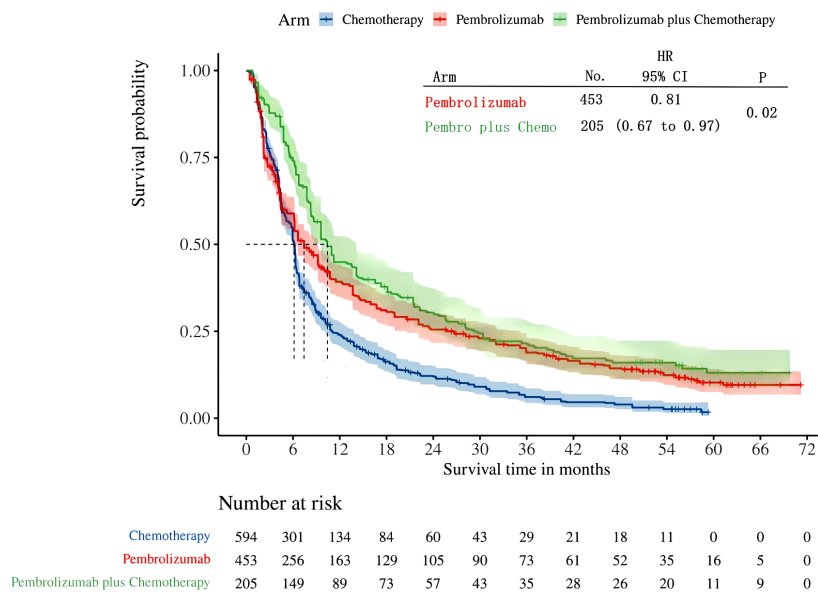 Arm Chemotherapy Pembrolizumab Pembrolizumab plus Chemotherapy
HR
Arm No. 95% CI P
Pembrolizumab 453 0.81
0.02
Pembro plus Chemo 205 (0.67 to 0.97)
Survival probability
1.00
0.75
0.50
0.25
0.00
0 6 12 18 24 30 36 42 48 54 60 66 72
Survival time in months
Number at risk
Chemotherapy 594 301 134 84 60 43 29 21 18 11 0 0 0
Pembrolizumab 453 256 163 129 105 90 73 61 52 35 16 5 0
Pembrolizumab plus Chemotherapy 205 149 89 73 57 43 35 28 26 20 11 9 0